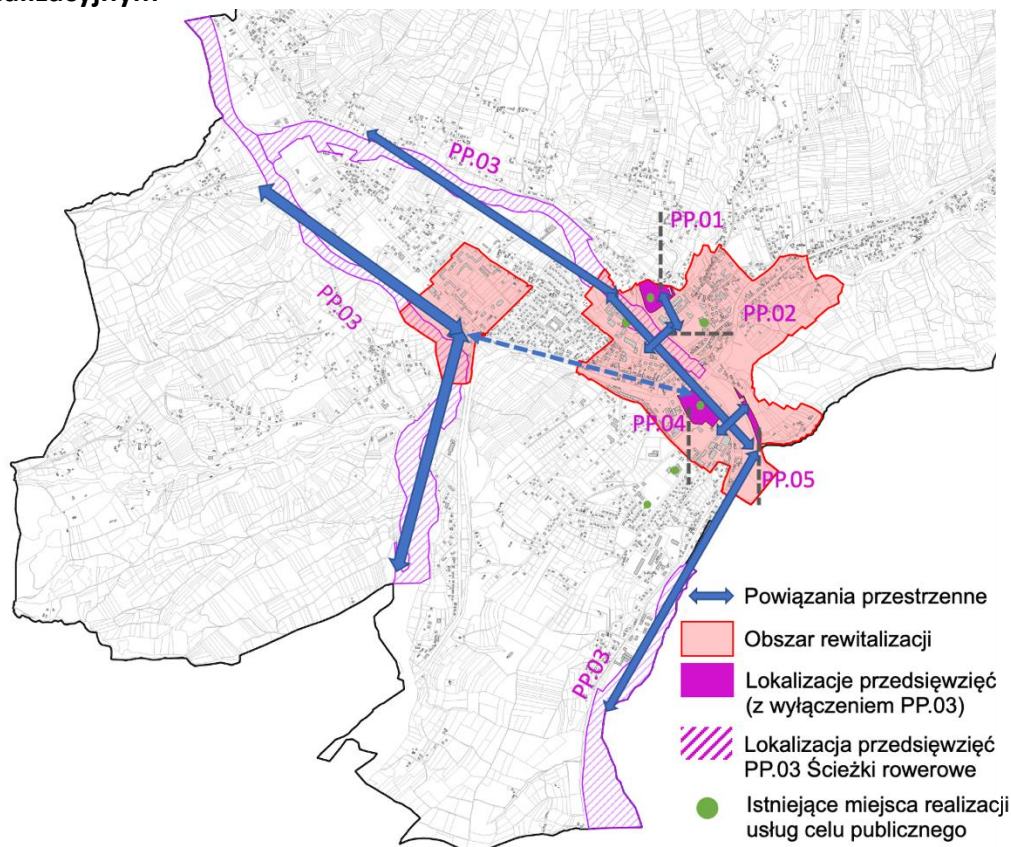 PP.03
PP.01
PP.03
PP.02
PP.04
PP.05
PP.03
Powiązania przestrzenne
Obszar rewitalizacji
Lokalizacje przedsięwzięć
(z wyłączeniem PP.03)
Lokalizacja przedsięwzięć
PP.03 Ścieżki rowerowe
Istniejące miejsca realizacji
usług celu publicznego